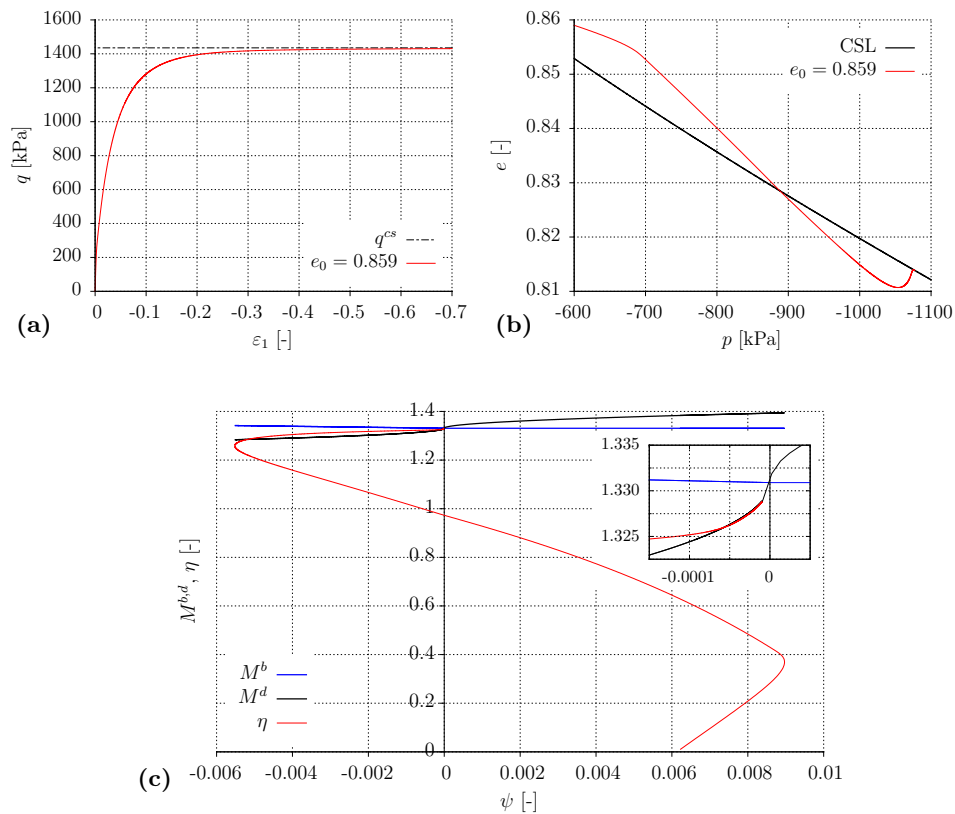 1600
1400
1200
1000
800
600
400
200
0
q [kPa]
q^{cs}
e_0 = 0.859
0 -0.1 -0.2 -0.3 -0.4 -0.5 -0.6 -0.7
ε_1 [-]
(a)
0.86
0.85
0.84
0.83
0.82
0.81
e [-]
CSL
e_0 = 0.859
-600 -700 -800 -900 -1000 -1100
p [kPa]
(b)
1.4
1.2
1
0.8
0.6
0.4
0.2
0
M^{b,d}, η [-]
1.335
1.330
1.325
-0.0001 0
M^b
M^d
η
-0.006 -0.004 -0.002 0 0.002 0.004 0.006 0.008 0.01
ψ [-]
(c)